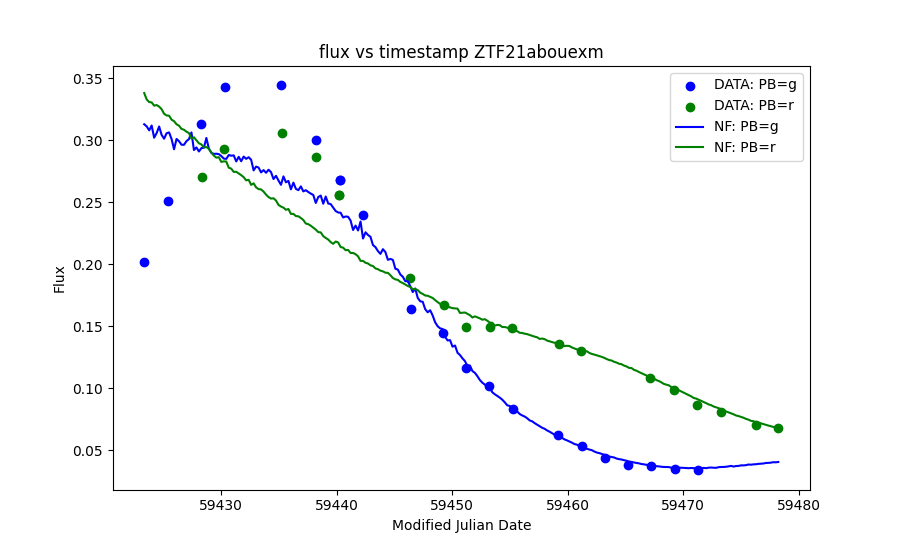 flux vs timestamp ZTF21abouexm
DATA: PB=g
DATA: PB=r
NF: PB=g
NF: PB=r
0.35
0.30
0.25
0.20
0.15
0.10
0.05
Flux
59430 59440 59450 59460 59470 59480
Modified Julian Date